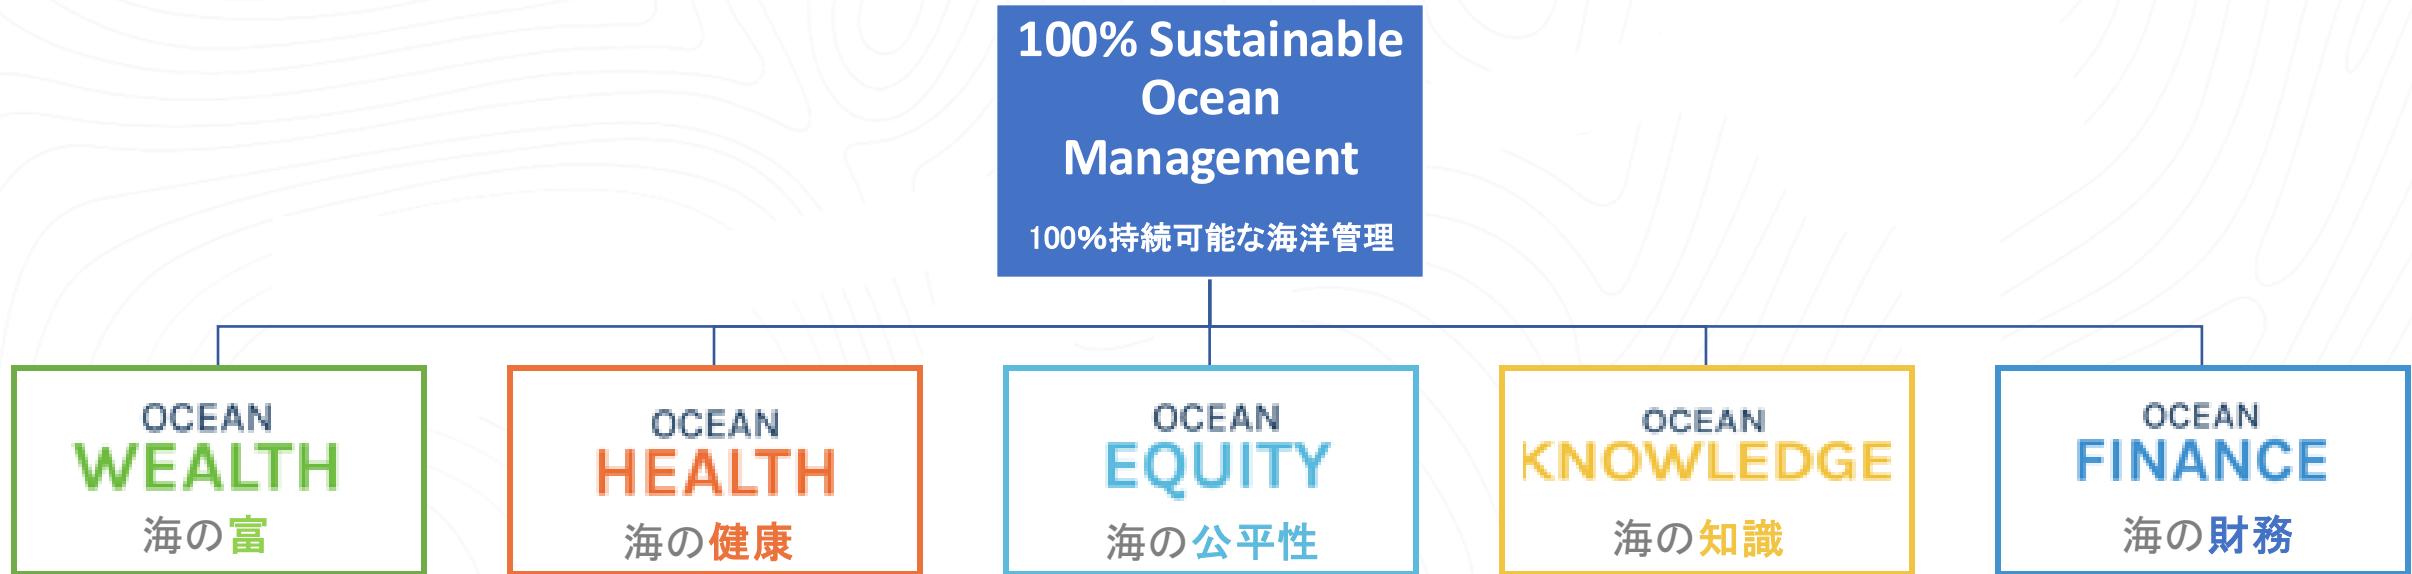 100% Sustainable
Ocean
Management
100%持続可能な海洋管理
OCEAN
WEALTH
海の富
OCEAN
HEALTH
海の健康
OCEAN
EQUITY
海の公平性
OCEAN
KNOWLEDGE
海の知識
OCEAN
FINANCE
海の財務